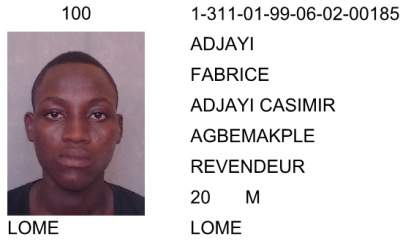 100
1-311-01-99-06-02-00185
ADJAYI
FABRICE
ADJAYI CASIMIR
AGBEMAKPLE
REVENDEUR
20 M
LOME
LOME